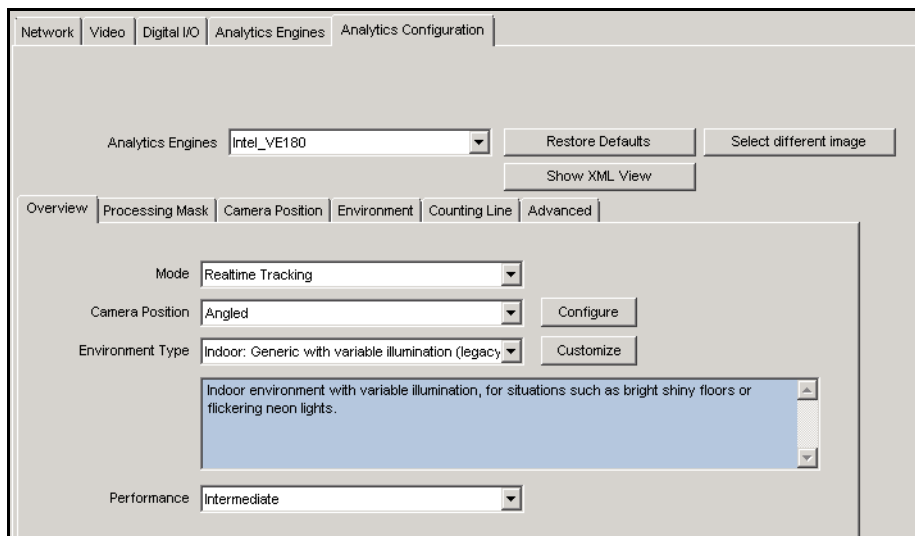 Network Video Digital I/O Analytics Engines Analytics Configuration
Analytics Engines Intel_VE180 Restore Defaults Select different image
Show XML View
Overview Processing Mask Camera Position Environment Counting Line Advanced
Mode Realtime Tracking
Camera Position Angled Configure
Environment Type Indoor: Generic with variable illumination (legacy Customize
Indoor environment with variable illumination, for situations such as bright shiny floors or
flickering neon lights.
Performance Intermediate